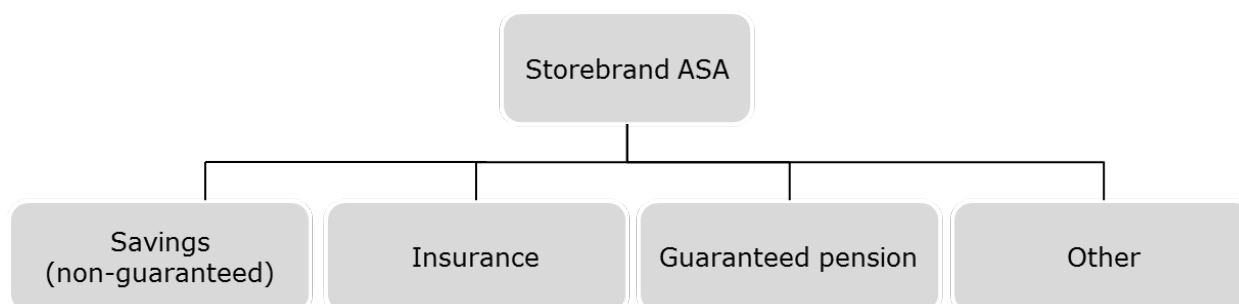 Storebrand ASA
Savings
(non-guaranteed)
Insurance
Guaranteed pension
Other